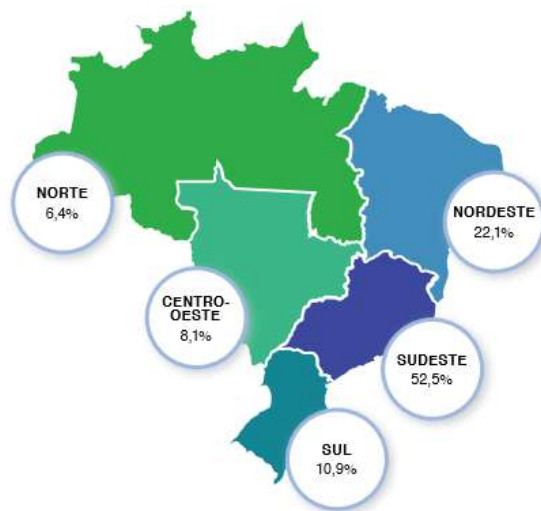 NORTE
6,4%
NORDESTE
22,1%
CENTRO-
OESTE
8,1%
SUDESTE
52,5%
SUL
10,9%